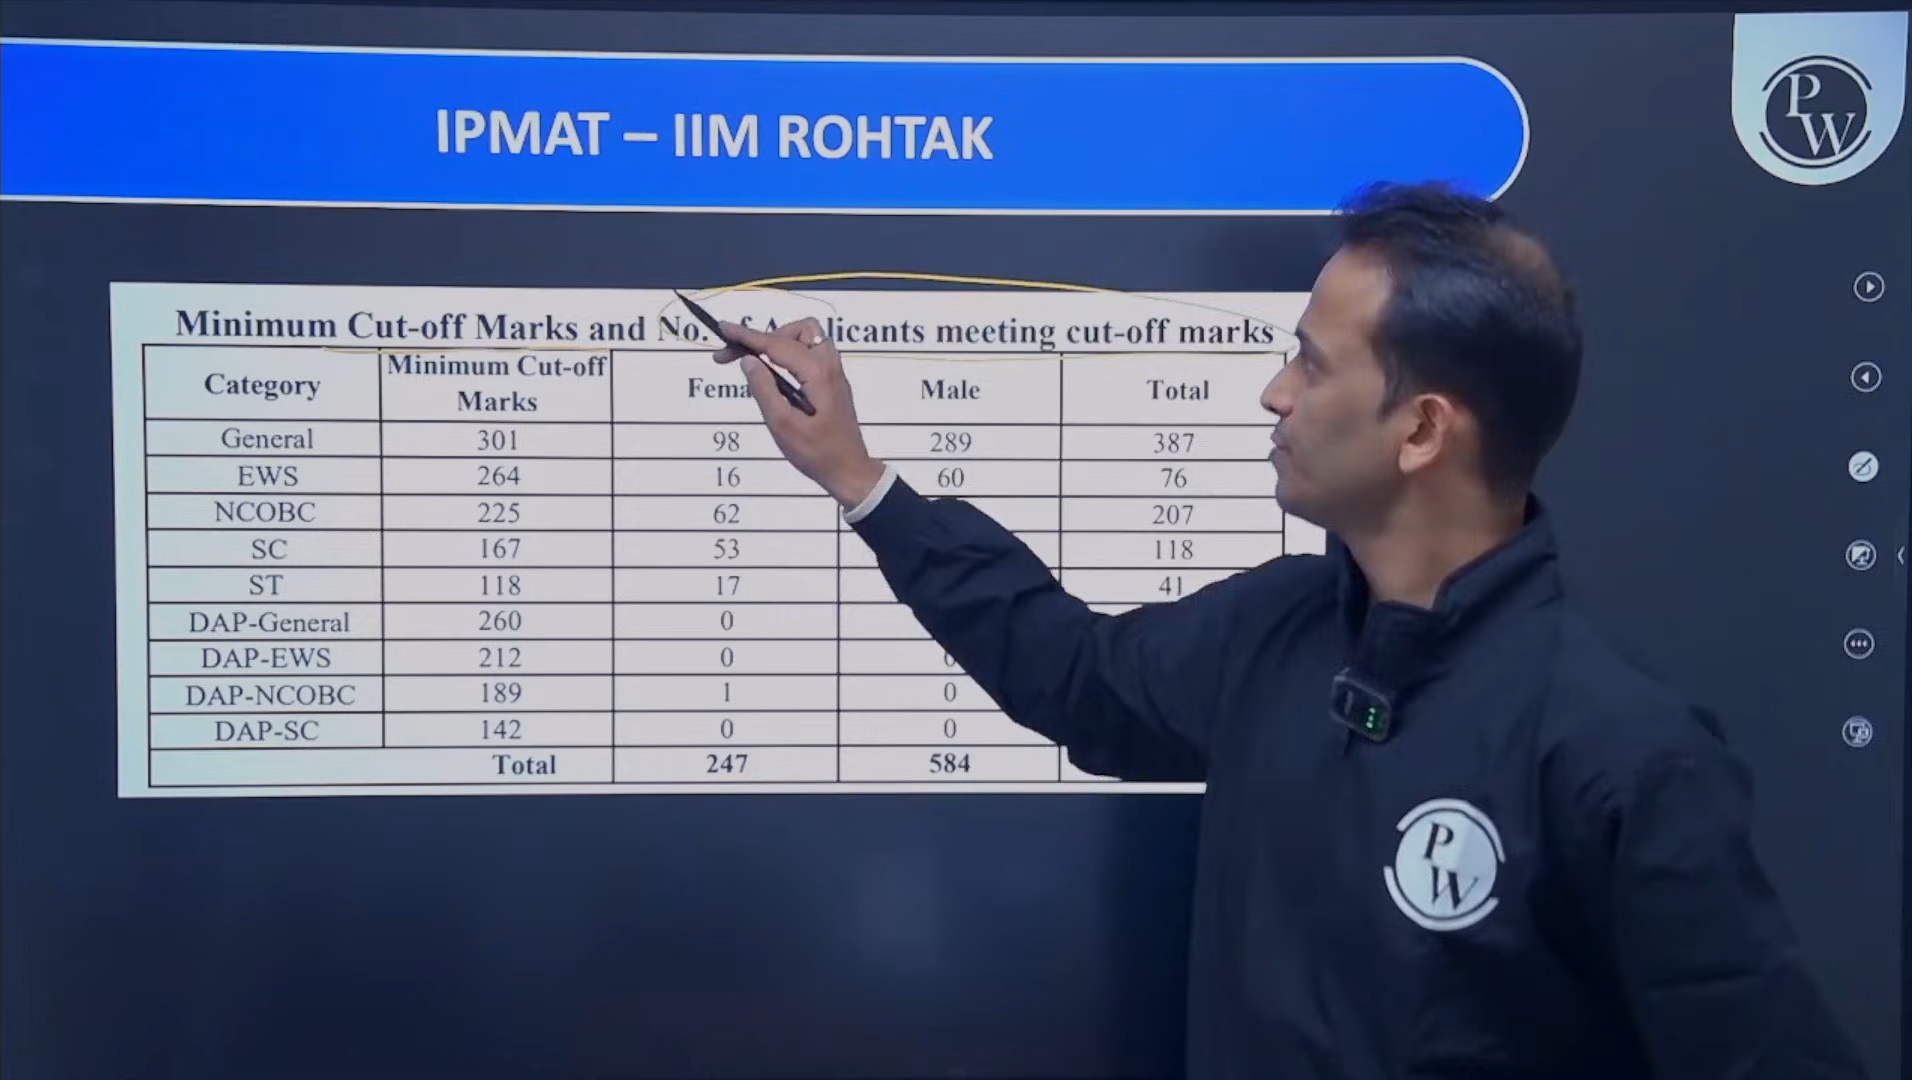 IPMAT – IIM ROHTAK
P
W
Minimum Cut-off Marks and No. meeting cut-off marks
Category Minimum Cut-off Marks Male Total
General 301 98 289 387
EWS 264 16 60 76
NCOBC 225 62 207
SC 167 53 118
ST 118 17 41
DAP-General 260 0
DAP-EWS 212 0 0
DAP-NCOBC 189 1 0
DAP-SC 142 0 0
Total 247 584
P
W